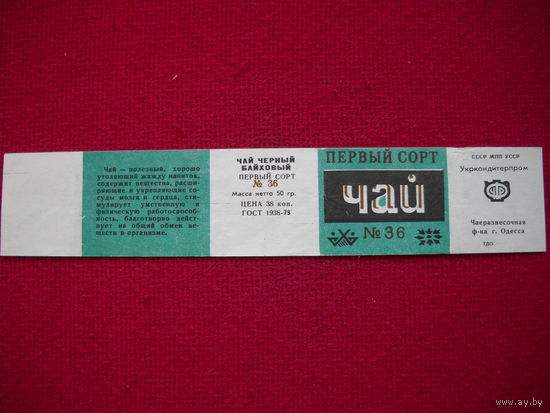 Чай — полезный, хорошо
утоляющий жажду напиток,
содержит вещества, расши-
ряющие и укрепляющие со-
суды мозга и сердца, сти-
мулирует умственную и
физическую работоспособ-
ность, благотворно дейст-
вует на общий обмен ве-
ществ в организме.
ЧАЙ ЧЕРНЫЙ
БАЙХОВЫЙ
ПЕРВЫЙ СОРТ
№ 36
Масса нетто 50 гр.
ЦЕНА 38 коп.
ГОСТ 1938-73
ПЕРВЫЙ СОРТ
чай
№ 36
СССР МПП УССР
Укркондитерпром
Чаеразвесочная
ф-ка г. Одесса
ТДО
www.ay.by